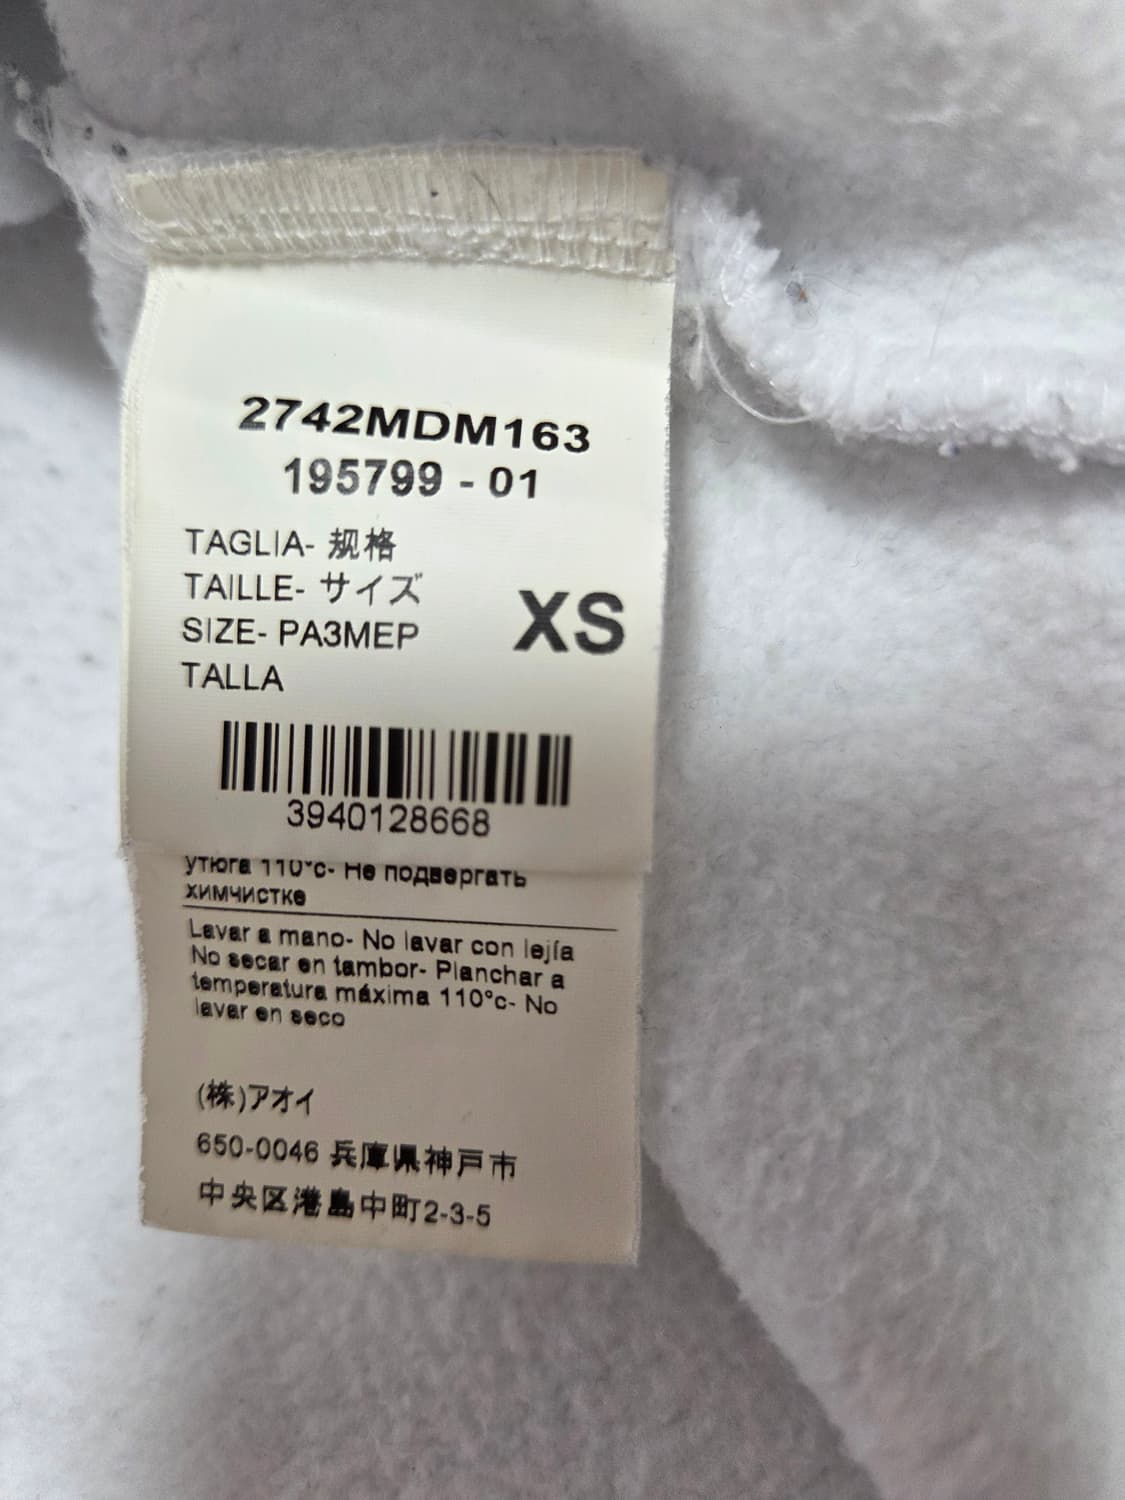 2742MDM163
195799 - 01
TAGLIA- 规格
TAILLE- サイズ
SIZE- РАЗМЕР
TALLA
XS
3940128668
утюга 110°c- Не подвергать
химчистке
Lavar a mano- No lavar con lejía
No secar en tambor- Planchar a
temperatura máxima 110°c- No
lavar en seco
(株)アオイ
650-0046 兵庫県神戸市
中央区港島中町2-3-5